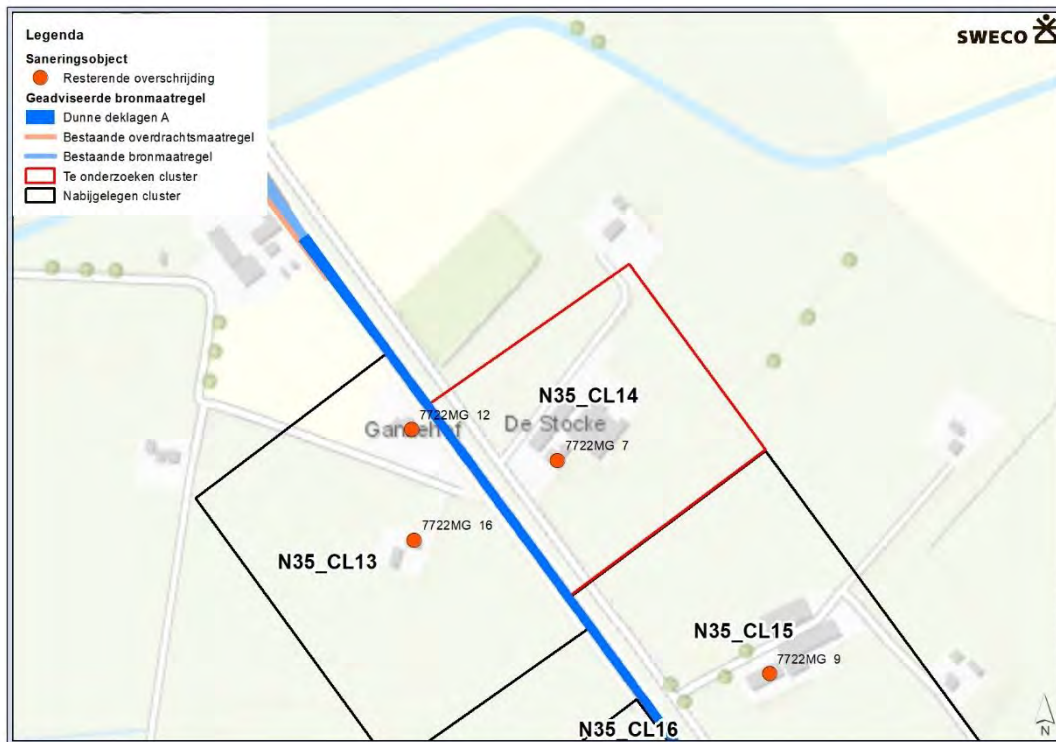 Legenda
Saneringsobject
Resterende overschrijding
Geadviseerde bronmaatregel
Dunne deklagen A
Bestaande overdrachtsmaatregel
Bestaande bronmaatregel
Te onderzoeken cluster
Nabijgelegen cluster
SWECO
N35_CL14
7722MG 12
Ganzehof
De Stocke
7722MG 7
7722MG 16
N35_CL13
N35_CL15
7722MG 9
N35_CL16
N